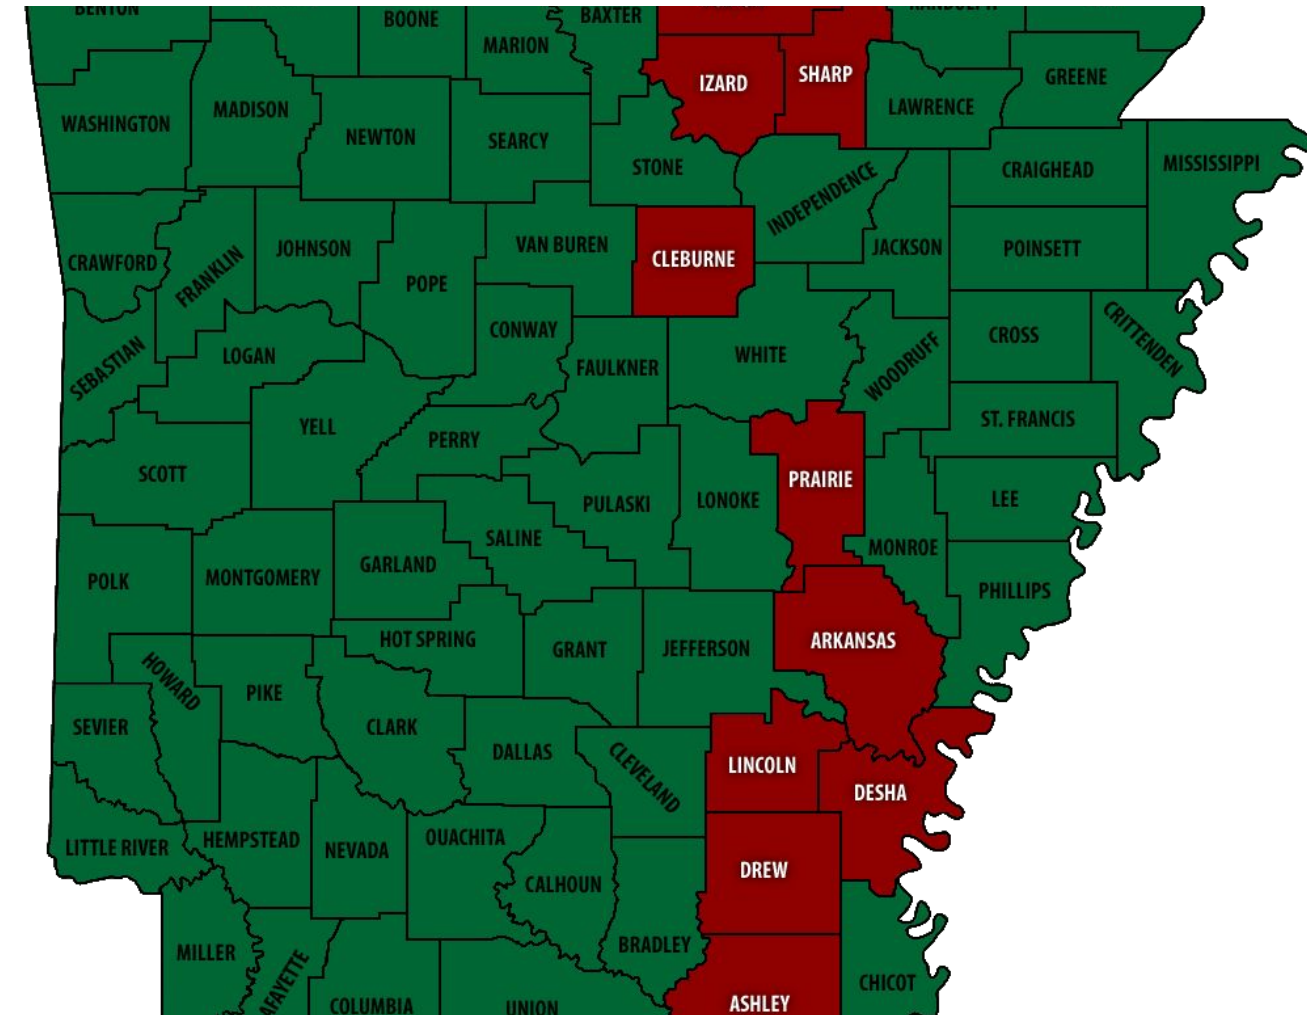 BENTON
BOONE
BAXTER
MARION
IZARD
SHARP
GREENE
LAWRENCE
WASHINGTON
MADISON
NEWTON
SEARCY
STONE
CRAIGHEAD
MISSISSIPPI
INDEPENDENCE
CRAWFORD
FRANKLIN
JOHNSON
POPE
VAN BUREN
CLEBURNE
JACKSON
POINSETT
SEBASTIAN
LOGAN
CONWAY
FAULKNER
WHITE
WOODRUFF
CROSS
CRITTENDEN
YELL
PERRY
ST. FRANCIS
SCOTT
PULASKI
LONOKE
PRAIRIE
LEE
POLK
MONTGOMERY
GARLAND
SALINE
MONROE
PHILLIPS
HOT SPRING
GRANT
JEFFERSON
ARKANSAS
HOWARD
PIKE
SEVIER
CLARK
DALLAS
CLEVELAND
LINCOLN
DESHA
LITTLE RIVER
HEMPSTEAD
NEVADA
OUACHITA
CALHOUN
DREW
MILLER
AFAYETTE
BRADLEY
CHICOT
COLUMBIA
UNION
ASHLEY